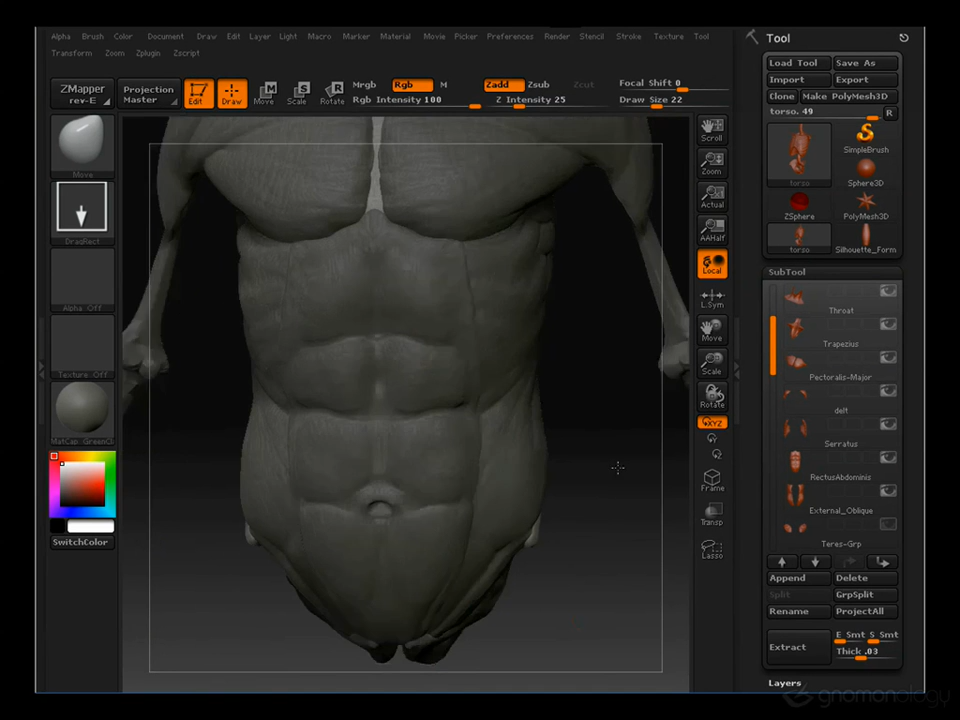 Alpha Brush Color Document Draw Edit Layer Light Macro Marker Material Movie Picker Preferences Render Stencil Stroke Texture Tool
Transform Zoom Zplugin Zscript
ZMapper
rev-E
Projection
Master
Edit
Draw
Move
Scale
Rotate
Mrgb
Rgb
M
Rgb Intensity 100
Zadd
Zsub
Zcut
Z Intensity 25
Focal Shift 0
Draw Size 22
Move
DragRect
Alpha Off
Texture Off
MatCap GreenCl
SwitchColor
Scroll
Zoom
Actual
AAHalf
Local
L.Sym
Move
Scale
Rotate
XYZ
Frame
Transp
Lasso
Tool
Load Tool
Save As
Import
Export
Clone
Make PolyMesh3D
torso. 49
R
torso
SimpleBrush
Sphere3D
ZSphere
PolyMesh3D
torso
Silhouette_Form
SubTool
Throat
Trapezius
Pectoralis-Major
delt
Serratus
RectusAbdominis
External_Oblique
Teres-Grp
Append
Delete
Split
GrpSplit
Rename
ProjectAll
Extract
E Smt
S Smt
Thick .03
Layers
gnomonology